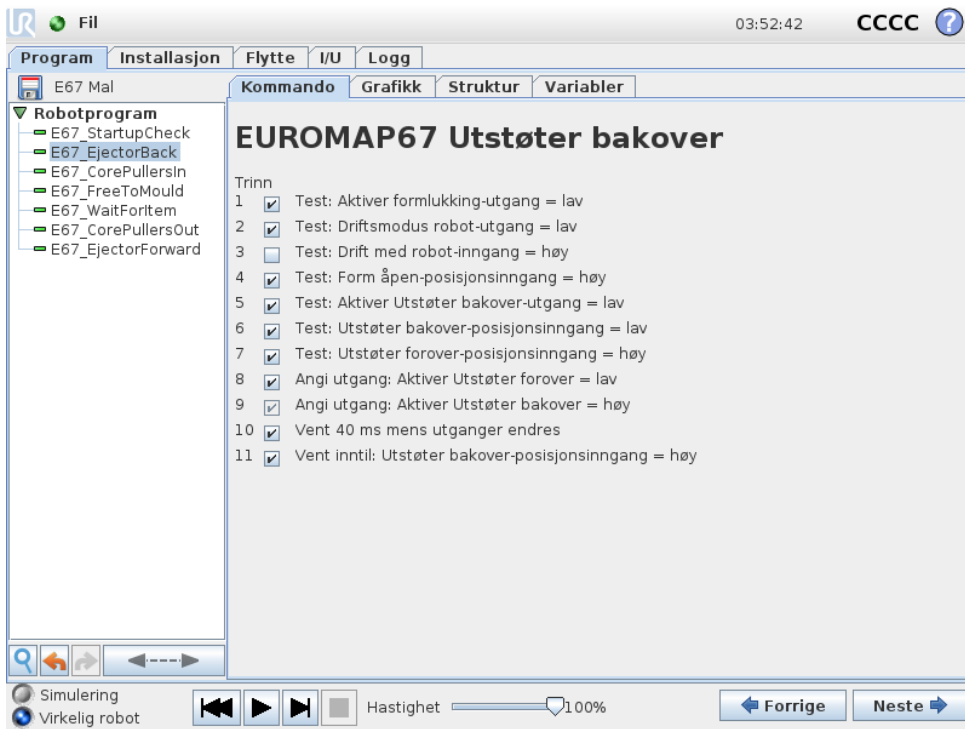 UR Fil 03:52:42 CCCC ?
Program Installasjon Flytte I/U Logg
E67 Mal
Kommando Grafikk Struktur Variabler
Robotprogram
E67_StartupCheck
E67_EjectorBack
E67_CorePullersIn
E67_FreeToMould
E67_WaitForItem
E67_CorePullersOut
E67_EjectorForward
EUROMAP67 Utstøter bakover
Trinn
1 Test: Aktiver formlukking-utgang = lav
2 Test: Driftsmodus robot-utgang = lav
3 Test: Drift med robot-inngang = høy
4 Test: Form åpen-posisjonsinngang = høy
5 Test: Aktiver Utstøter bakover-utgang = lav
6 Test: Utstøter bakover-posisjonsinngang = lav
7 Test: Utstøter forover-posisjonsinngang = høy
8 Angi utgang: Aktiver Utstøter forover = lav
9 Angi utgang: Aktiver Utstøter bakover = høy
10 Vent 40 ms mens utganger endres
11 Vent inntil: Utstøter bakover-posisjonsinngang = høy
Simulering
Virkelig robot
Hastighet 100%
Forrige Neste